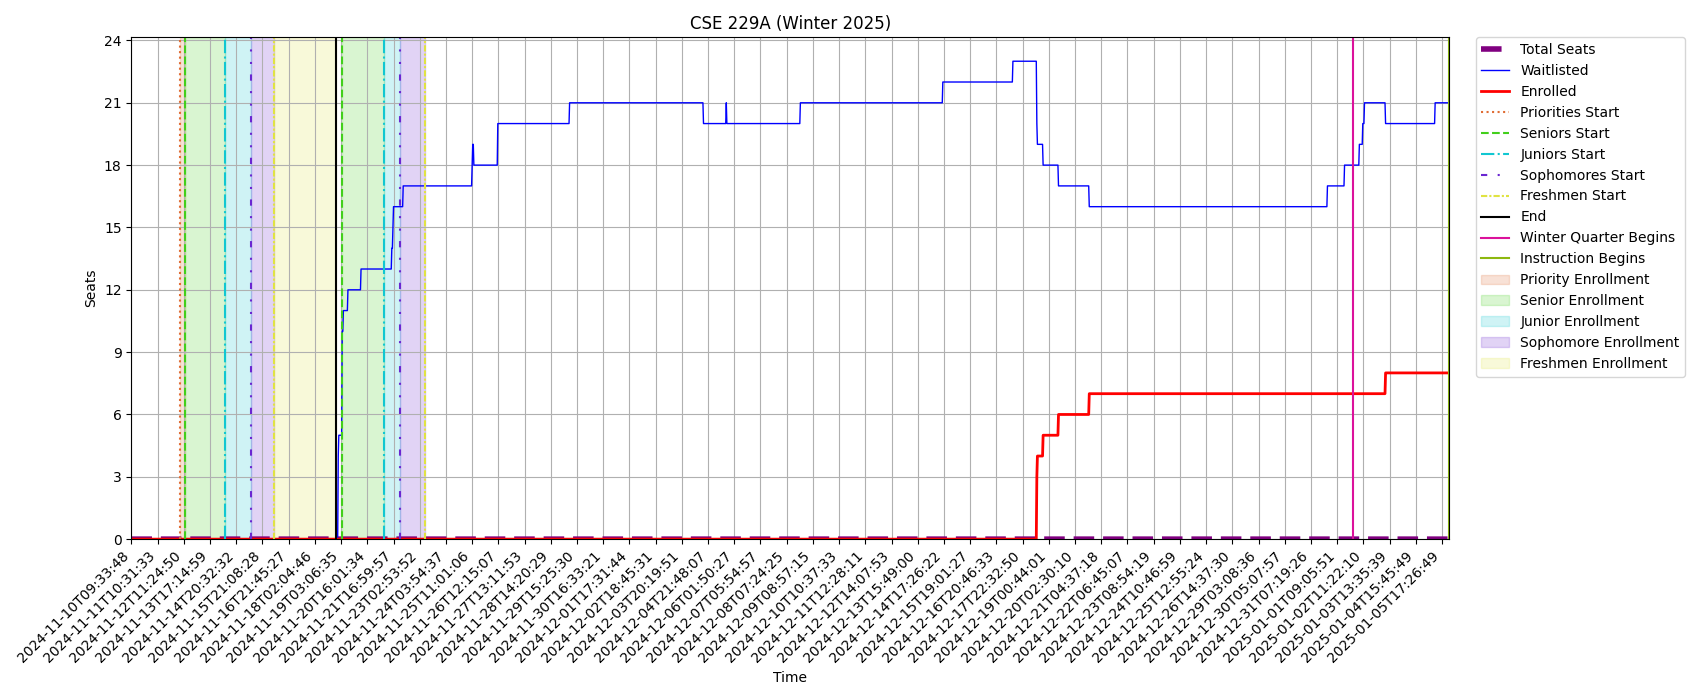 CSE 229A (Winter 2025)
24
21
18
15
12
9
6
3
0
Seats
2024-11-10T09:33:48
2024-11-11T10:31:33
2024-11-12T11:24:50
2024-11-13T17:14:59
2024-11-14T20:32:32
2024-11-15T21:08:28
2024-11-16T21:45:27
2024-11-18T02:04:46
2024-11-19T03:06:35
2024-11-20T16:01:34
2024-11-21T16:59:57
2024-11-23T02:53:52
2024-11-24T03:54:37
2024-11-25T11:01:06
2024-11-26T12:15:07
2024-11-27T13:11:53
2024-11-28T14:20:29
2024-11-29T15:25:30
2024-11-30T16:33:21
2024-12-01T17:31:44
2024-12-02T18:45:31
2024-12-03T20:19:51
2024-12-04T21:48:07
2024-12-06T01:50:27
2024-12-07T05:54:57
2024-12-08T07:24:25
2024-12-09T08:57:15
2024-12-10T10:37:33
2024-12-11T12:28:11
2024-12-12T14:07:53
2024-12-13T15:49:00
2024-12-14T17:26:22
2024-12-15T19:01:27
2024-12-16T20:46:33
2024-12-17T22:32:50
2024-12-19T00:44:01
2024-12-20T02:30:10
2024-12-21T04:37:18
2024-12-22T06:45:07
2024-12-23T08:54:19
2024-12-24T10:46:59
2024-12-25T12:55:24
2024-12-26T14:37:30
2024-12-29T03:08:36
2024-12-30T05:07:57
2024-12-31T07:19:26
2025-01-01T09:05:51
2025-01-02T11:22:10
2025-01-03T13:35:39
2025-01-04T15:45:49
2025-01-05T17:26:49
Time
Total Seats
Waitlisted
Enrolled
Priorities Start
Seniors Start
Juniors Start
Sophomores Start
Freshmen Start
End
Winter Quarter Begins
Instruction Begins
Priority Enrollment
Senior Enrollment
Junior Enrollment
Sophomore Enrollment
Freshmen Enrollment